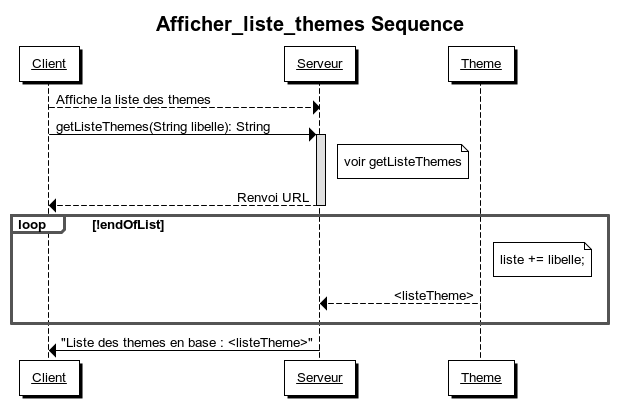 Afficher_liste_themes Sequence
Client
Serveur
Theme
Affiche la liste des themes
getListeThemes(String libelle): String
voir getListeThemes
Renvoi URL
loop
[!endOfList]
liste += libelle;
<listeTheme>
"Liste des themes en base : <listeTheme>"
Client
Serveur
Theme